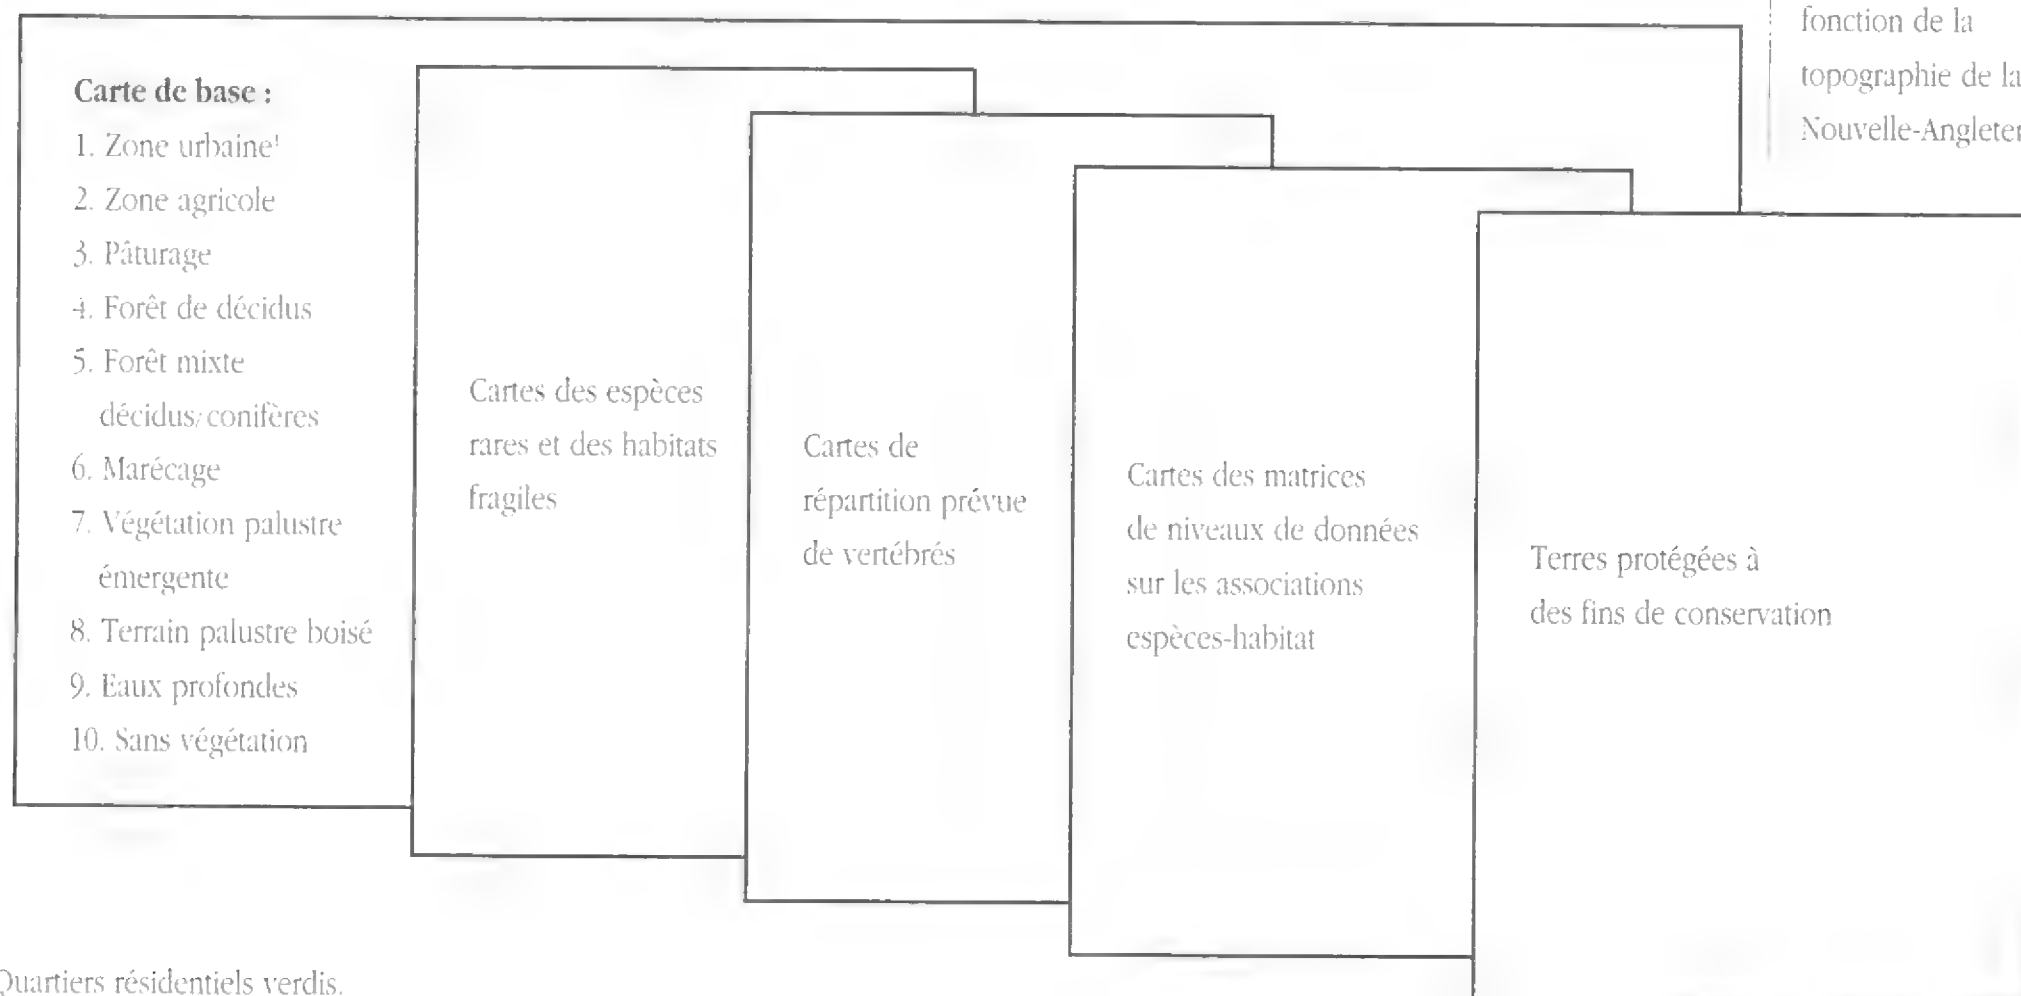 fonction de la
topographie de la
Carte de base :
1. Zone urbaine¹
2. Zone agricole
3. Pâturage
4. Forêt de décidus
5. Forêt mixte
décidus/conifères
6. Marécage
7. Végétation palustre
émergente
8. Terrain palustre boisé
9. Eaux profondes
10. Sans végétation
Cartes des espèces
rares et des habitats
fragiles
Cartes de
répartition prévue
de vertébrés
Cartes des matrices
de niveaux de données
sur les associations
espèces-habitat
Terres protégées à
des fins de conservation
Quartiers résidentiels verdis.